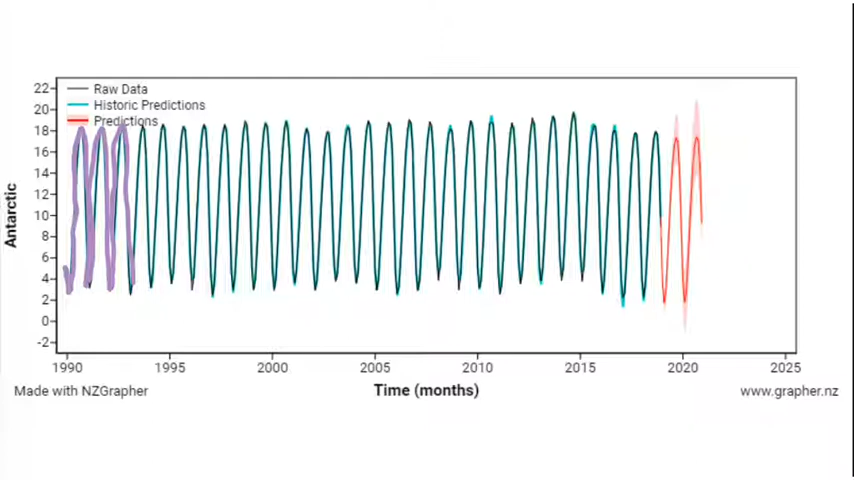 22
Raw Data
20
Historic Predictions
18
Predictions
16
14
12
10
8
6
4
2
0
-2
Antarctic
1990 1995 2000 2005 2010 2015 2020 2025
Made with NZGrapher Time (months) www.grapher.nz